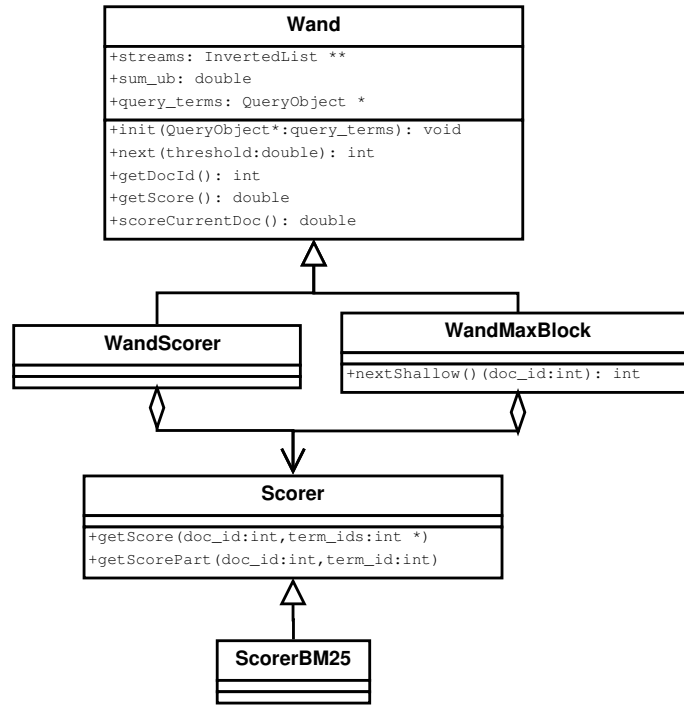 Wand
+streams: InvertedList **
+sum_ub: double
+query_terms: QueryObject *
+init(QueryObject*:query_terms): void
+next(threshold:double): int
+getDocId(): int
+getScore(): double
+scoreCurrentDoc(): double
WandScorer
WandMaxBlock
+nextShallow()(doc_id:int): int
Scorer
+getScore(doc_id:int,term_ids:int *)
+getScorePart(doc_id:int,term_id:int)
ScorerBM25